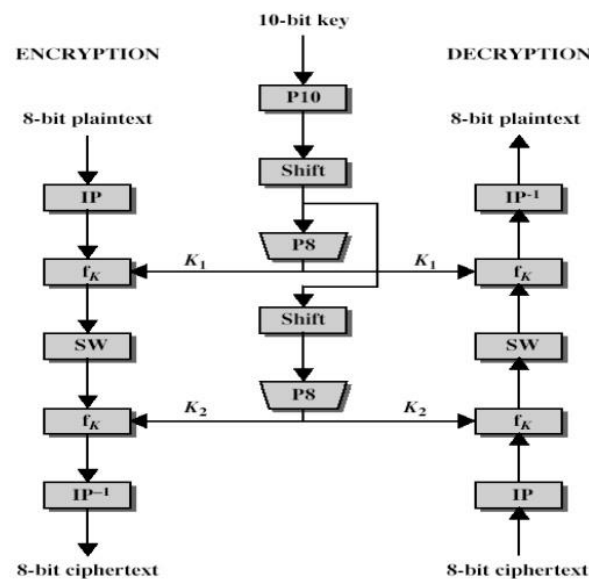 10-bit key
ENCRYPTION
DECRYPTION
P10
8-bit plaintext
8-bit plaintext
Shift
IP
IP-1
P8
fK
K1
K1
fK
Shift
SW
SW
P8
fK
K2
K2
fK
IP–1
IP
8-bit ciphertext
8-bit ciphertext